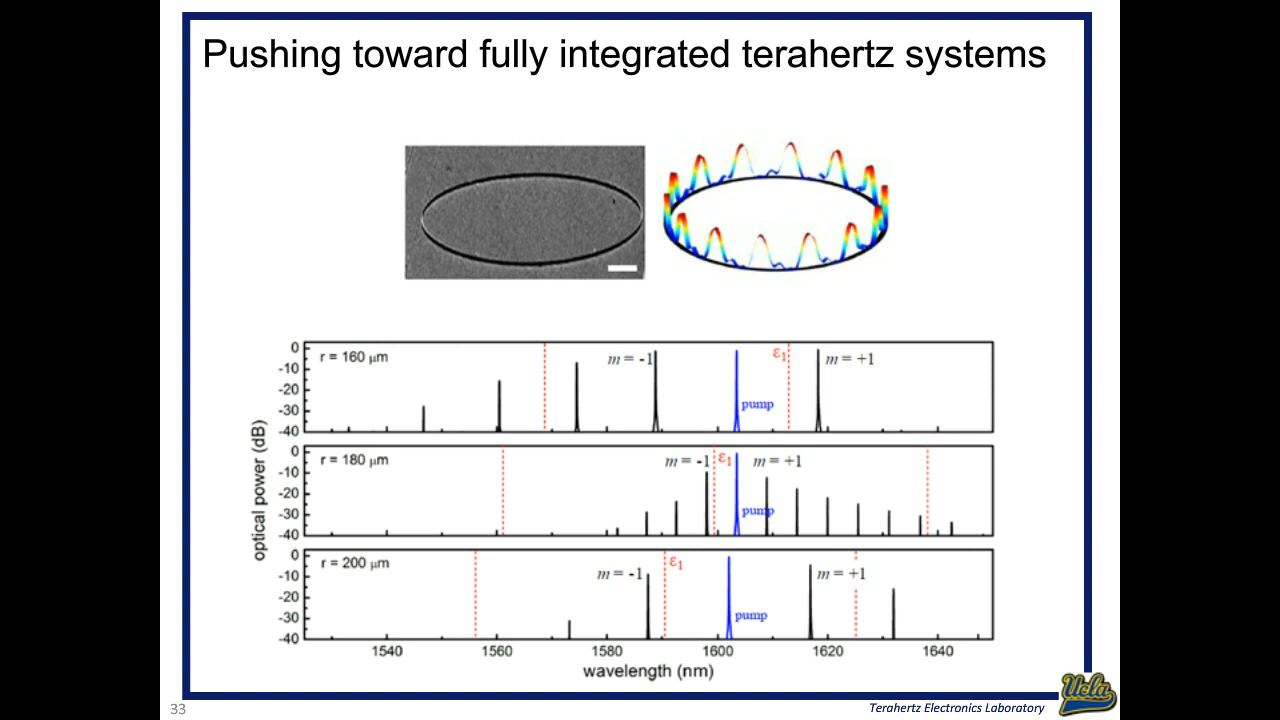 Pushing toward fully integrated terahertz systems
optical power (dB)
0
-10
-20
-30
-40
r = 160 μm
m = -1
pump
ε1
m = +1
0
-10
-20
-30
-40
r = 180 μm
m = -1
ε1
pump
m = +1
0
-10
-20
-30
-40
r = 200 μm
m = -1
ε1
pump
m = +1
1540 1560 1580 1600 1620 1640
wavelength (nm)
33
Terahertz Electronics Laboratory
Ucla